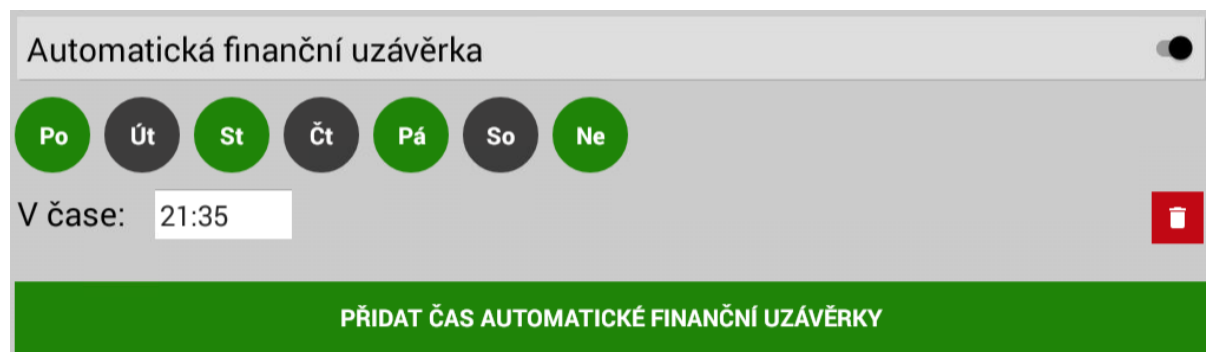 Automatická finanční uzávěrka
Po Út St Čt Pá So Ne
V čase: 21:35
PŘIDAT ČAS AUTOMATICKÉ FINANČNÍ UZÁVĚRKY